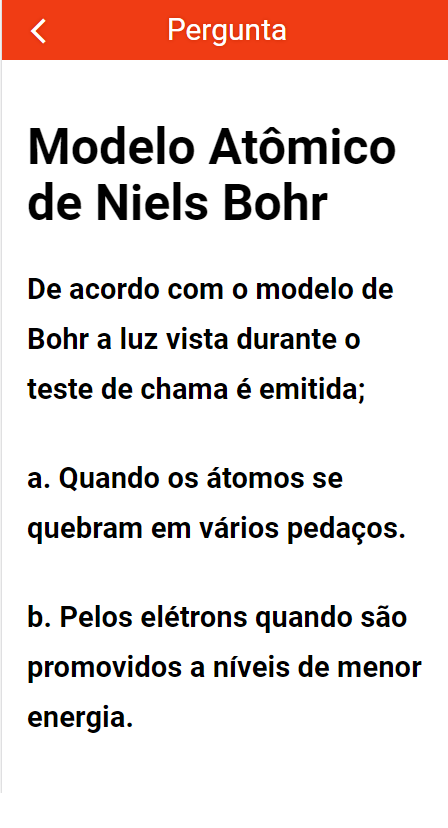 Pergunta
Modelo Atômico
de Niels Bohr
De acordo com o modelo de
Bohr a luz vista durante o
teste de chama é emitida;
a. Quando os átomos se
quebram em vários pedaços.
b. Pelos elétrons quando são
promovidos a níveis de menor
energia.